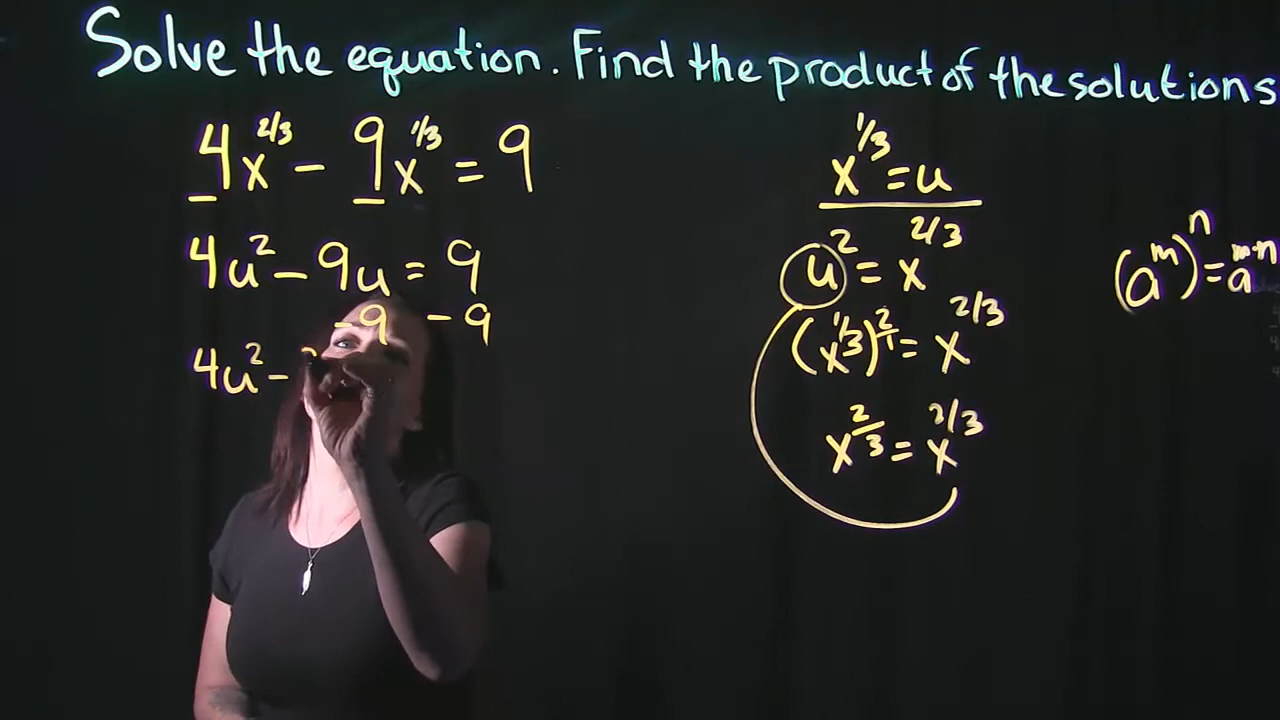 Solve the equation. Find the product of the solutions
4x^{2/3} - 9x^{1/3} = 9
4u² - 9u = 9
-9 -9
4u² -
x^{1/3} = u
u² = x^{2/3}
(x^{1/3})^{2/1} = x^{2/3}
x^{2/3} = x^{2/3}
(a^m)^n = a^{m·n}